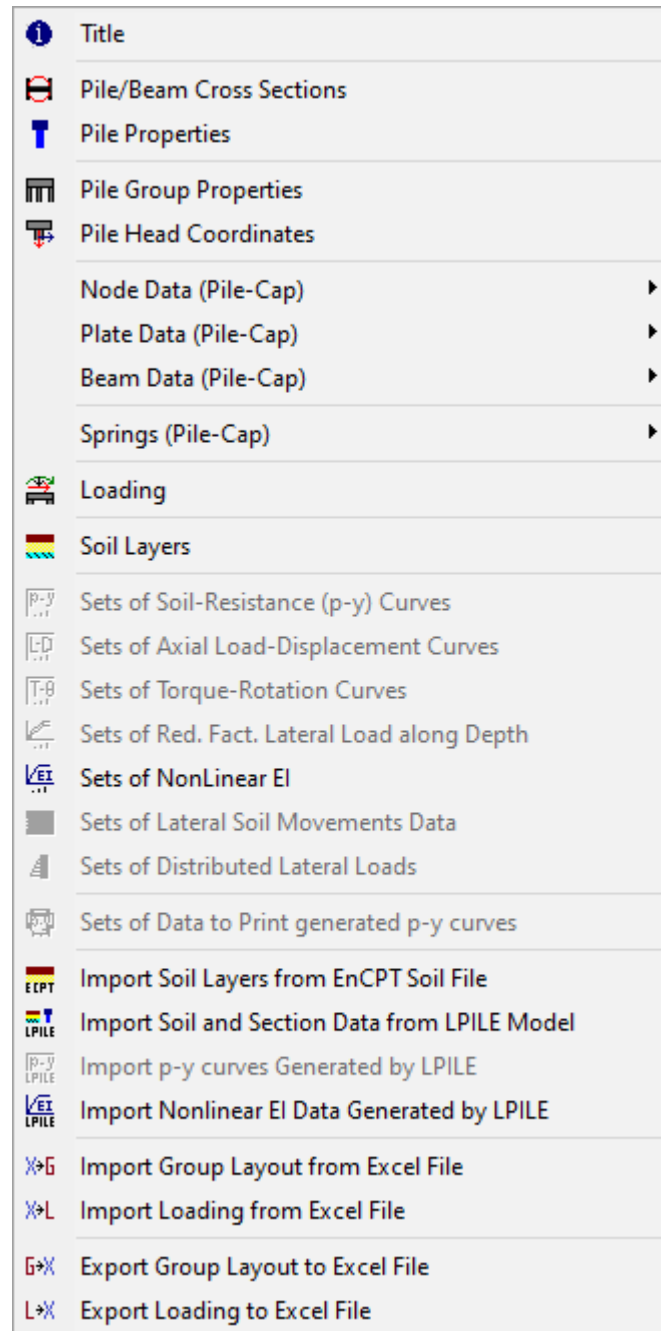 Title
Pile/Beam Cross Sections
Pile Properties
Pile Group Properties
Pile Head Coordinates
Node Data (Pile-Cap)
Plate Data (Pile-Cap)
Beam Data (Pile-Cap)
Springs (Pile-Cap)
Loading
Soil Layers
p-y Sets of Soil-Resistance (p-y) Curves
L-D Sets of Axial Load-Displacement Curves
T-θ Sets of Torque-Rotation Curves
Sets of Red. Fact. Lateral Load along Depth
EI Sets of NonLinear EI
Sets of Lateral Soil Movements Data
Sets of Distributed Lateral Loads
Sets of Data to Print generated p-y curves
ECPT Import Soil Layers from EnCPT Soil File
LPILE Import Soil and Section Data from LPILE Model
p-y LPILE Import p-y curves Generated by LPILE
EI LPILE Import Nonlinear EI Data Generated by LPILE
X→G Import Group Layout from Excel File
X→L Import Loading from Excel File
G→X Export Group Layout to Excel File
L→X Export Loading to Excel File